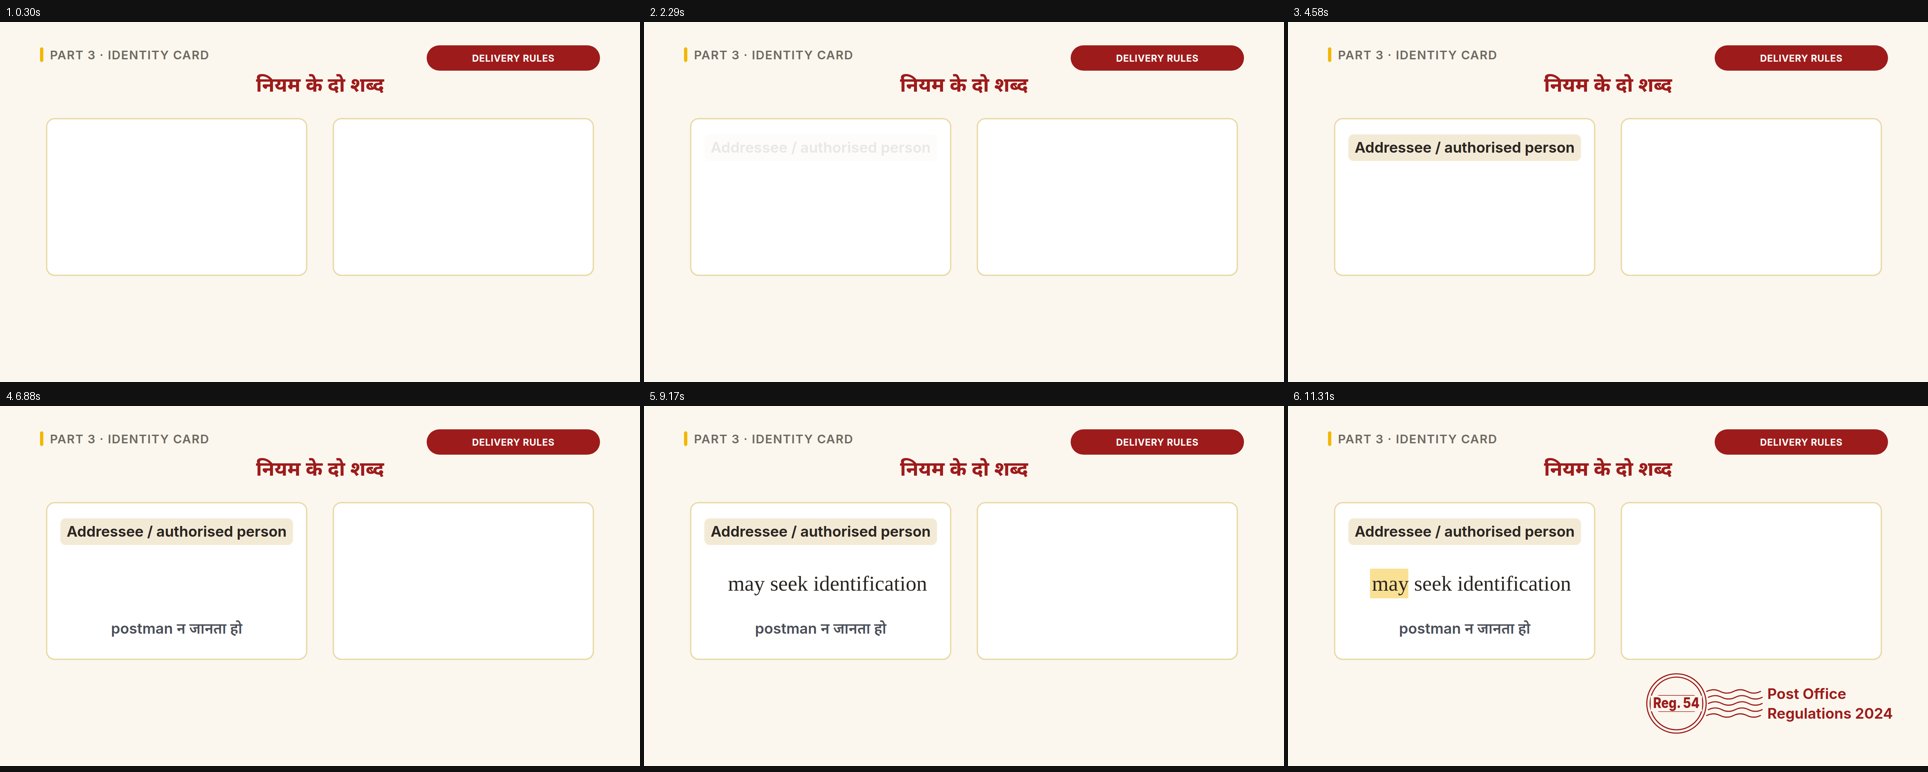 1. 0.30s
PART 3 · IDENTITY CARD
DELIVERY RULES
नियम के दो शब्द
2. 2.29s
PART 3 · IDENTITY CARD
DELIVERY RULES
नियम के दो शब्द
Addressee / authorised person
3. 4.58s
PART 3 · IDENTITY CARD
DELIVERY RULES
नियम के दो शब्द
Addressee / authorised person
4. 6.88s
PART 3 · IDENTITY CARD
DELIVERY RULES
नियम के दो शब्द
Addressee / authorised person
postman न जानता हो
5. 9.17s
PART 3 · IDENTITY CARD
DELIVERY RULES
नियम के दो शब्द
Addressee / authorised person
may seek identification
postman न जानता हो
6. 11.31s
PART 3 · IDENTITY CARD
DELIVERY RULES
नियम के दो शब्द
Addressee / authorised person
may seek identification
postman न जानता हो
Reg. 54
Post Office
Regulations 2024